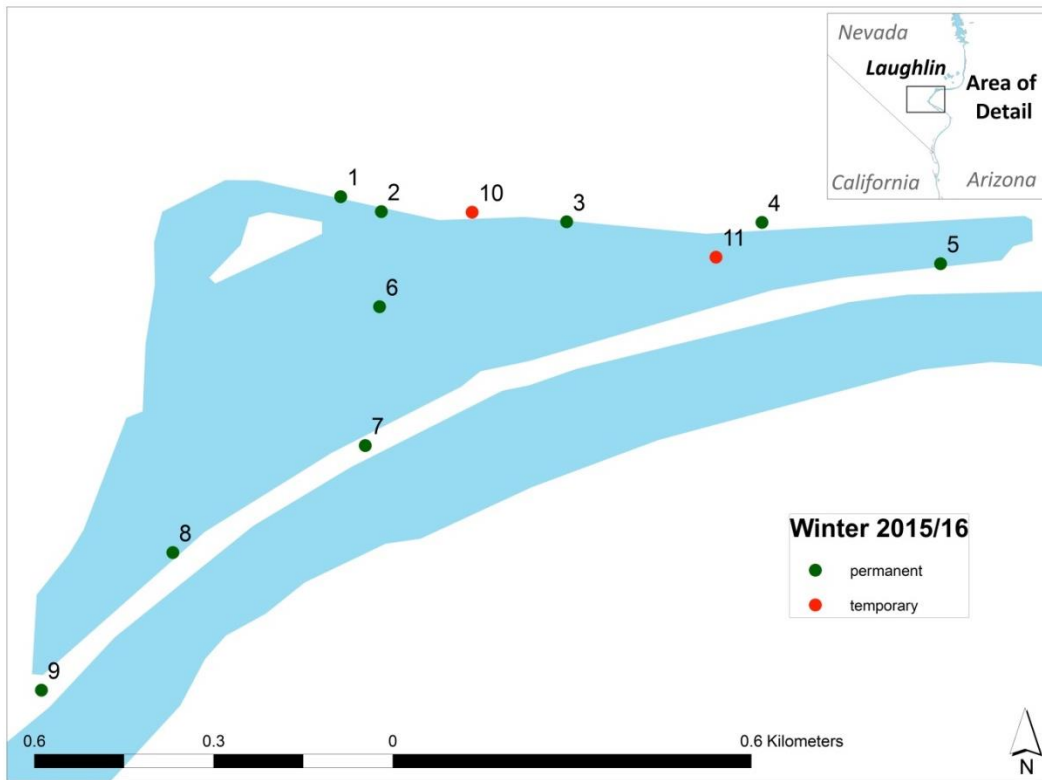 Nevada
Laughlin
Area of
Detail
California
Arizona
1
2
10
3
4
11
5
6
7
8
9
Winter 2015/16
permanent
temporary
0.6
0.3
0
0.6 Kilometers
N